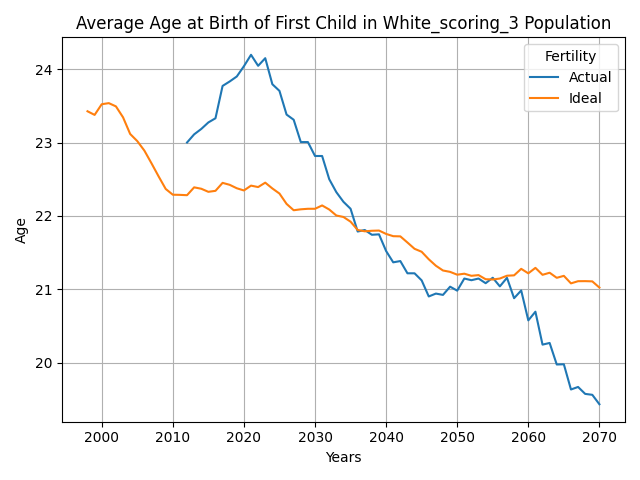 Average Age at Birth of First Child in White_scoring_3 Population
Fertility
Actual
Ideal
Age
24
23
22
21
20
2000 2010 2020 2030 2040 2050 2060 2070
Years